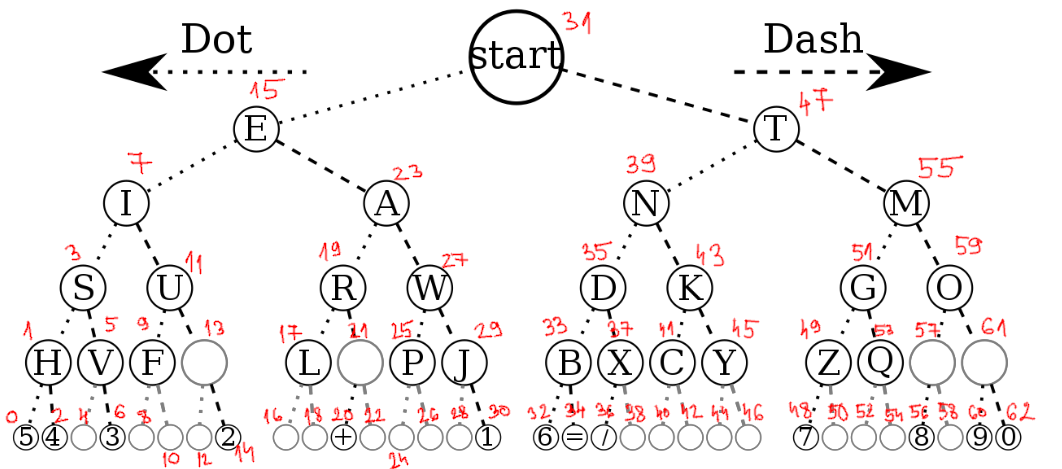 31
Dot Dash
start
15 47
E T
7 23 39 55
I A N M
3 11 19 27 35 43 51 59
S U R W D K G O
1 5 9 13 17 21 25 29 33 37 41 45 49 53 57 61
H V F L P J B X C Y Z Q
0 2 4 6 8 10 12 14 16 18 20 22 24 26 28 30 32 34 36 38 40 42 44 46 48 50 52 54 56 58 60 62
5 4 3 2 + 1 6 = / 7 8 9 0